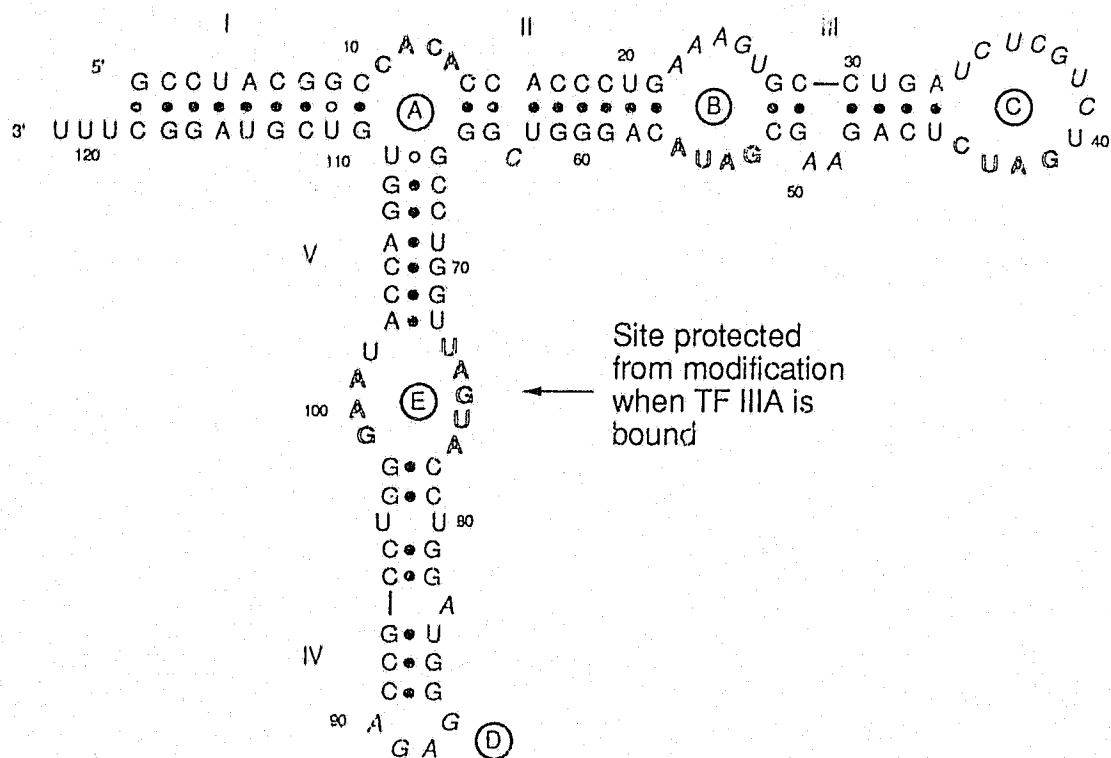 I II III
5' G C C U A C G G C C A C A C C A C C C U G A A A G U G C — C U G A U C U C G U C U
10 20 30 40
A B C
3' U U U C G G A U G C U G G G C U G G G A C A U A G C G A A G A C U C U A G
120 110 60 50
U G
G C
G C
V
A U
C G 70
C G
A U
U U
A A
A G
100 E
G U
A
G C
G C
U U 80
C G
C G
A
G U
IV
C G
C G
90 A G
G A D
Site protected
from modification
when TF IIIA is
bound